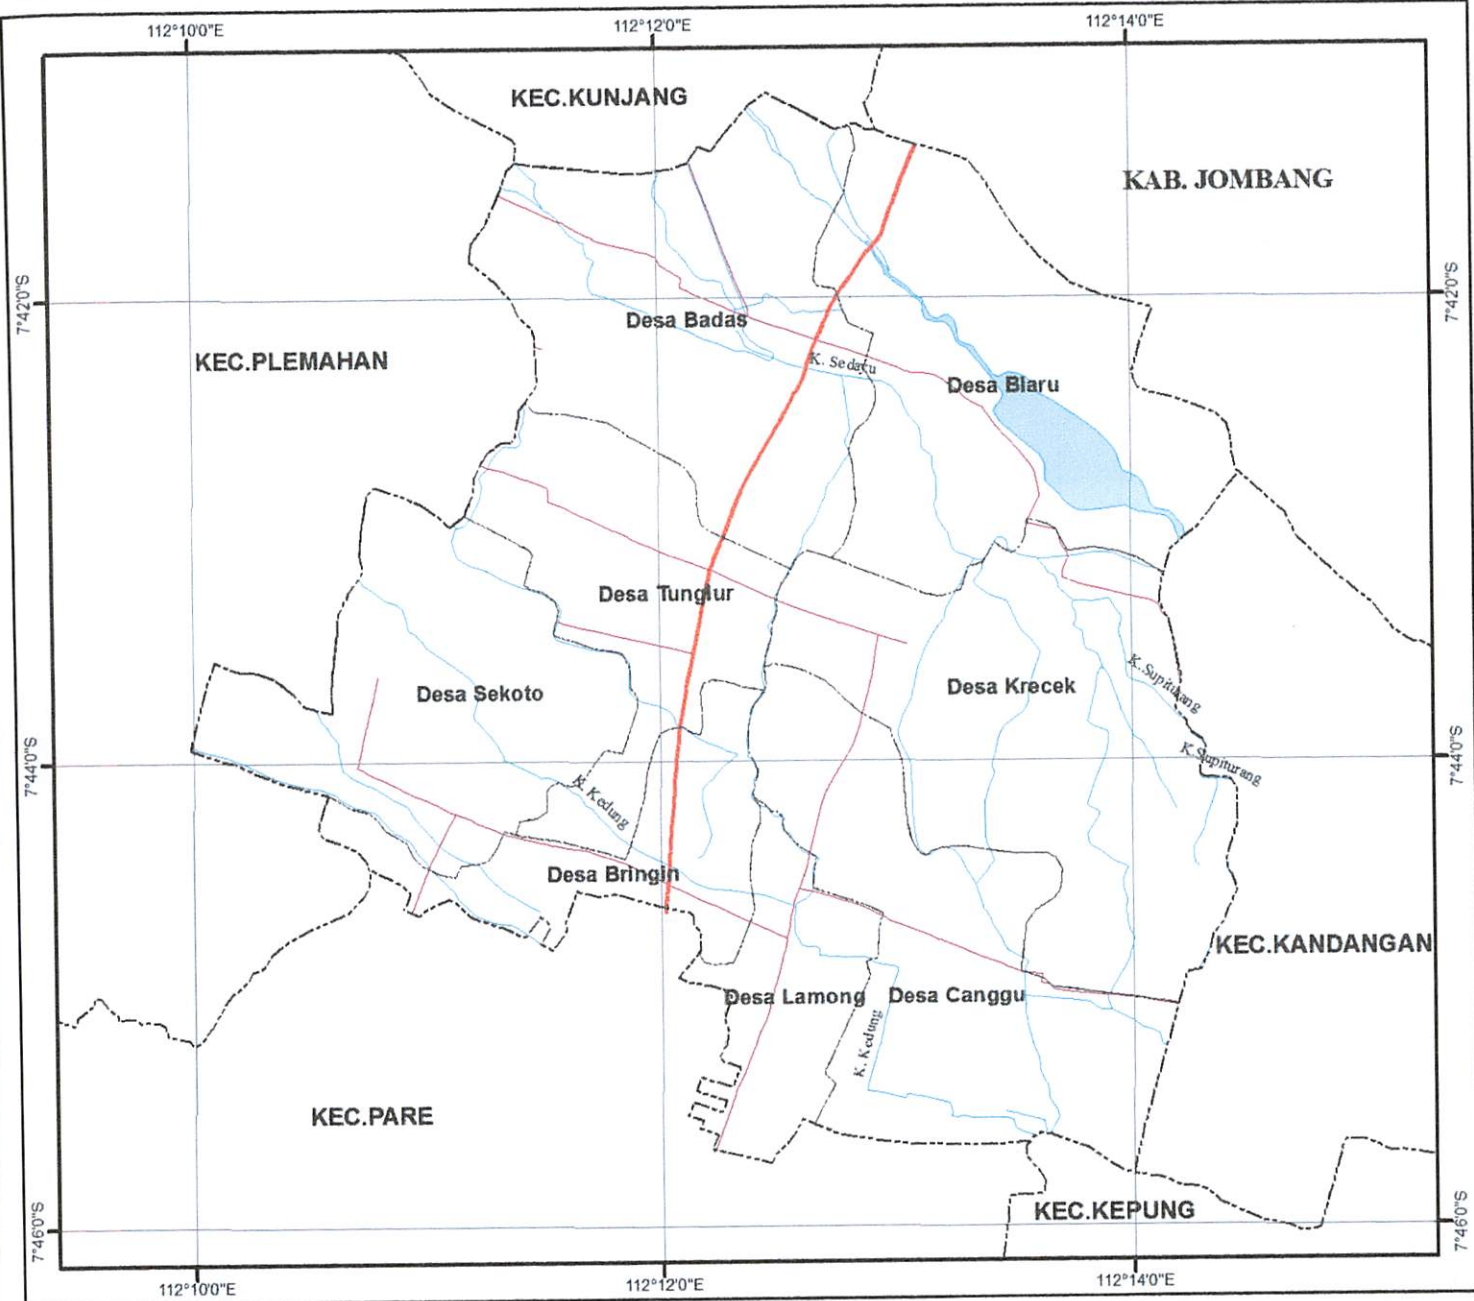 112°10'0"E
112°12'0"E
112°14'0"E
KEC.KUNJANG
KAB. JOMBANG
7°42'0"S
7°42'0"S
Desa Badas
KEC.PLEMAHAN
K. Sedayu
Desa Blaru
Desa Tunglur
K.Supiturang
Desa Sekoto
Desa Krecek
K.Supiturang
7°44'0"S
7°44'0"S
K. Kedung
Desa Bringin
KEC.KANDANGAN
Desa Lamong
Desa Canggu
K. Kedung
KEC.PARE
KEC.KEPUNG
7°46'0"S
7°46'0"S
112°10'0"E
112°12'0"E
112°14'0"E